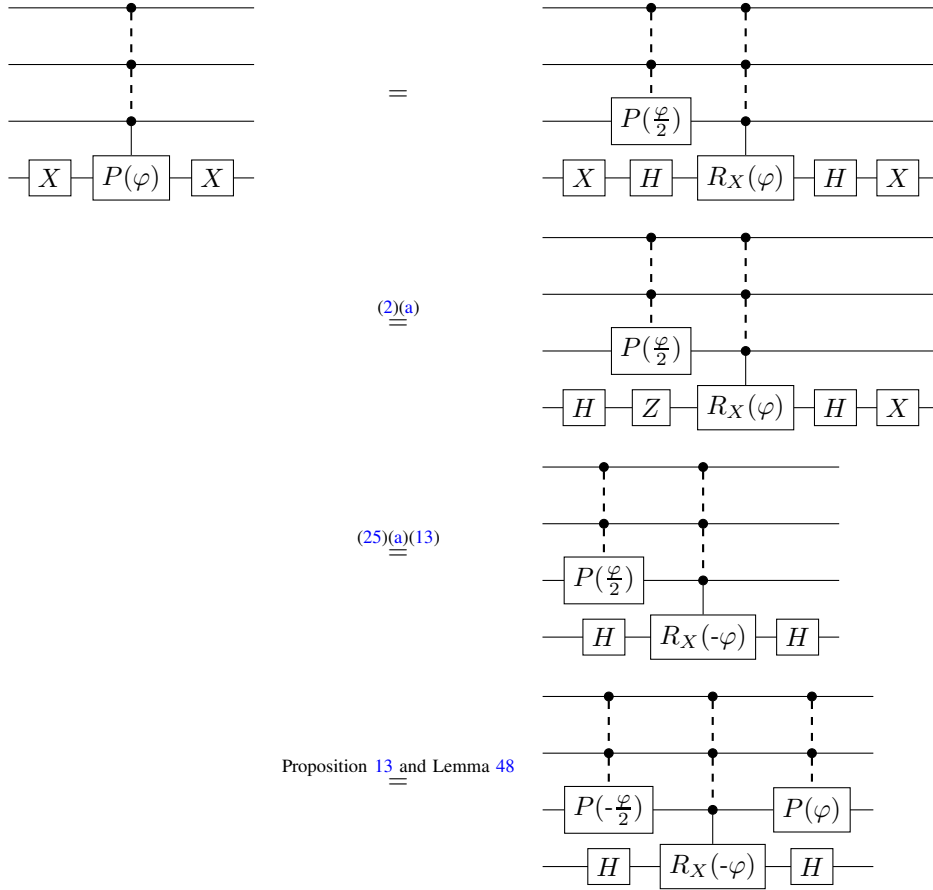 =
P(φ/2)
X P(φ) X
X H R_X(φ) H X
(2)(a)
=
P(φ/2)
H Z R_X(φ) H X
(25)(a)(13)
=
P(φ/2)
H R_X(-φ) H
Proposition 13 and Lemma 48
=
P(-φ/2) P(φ)
H R_X(-φ) H